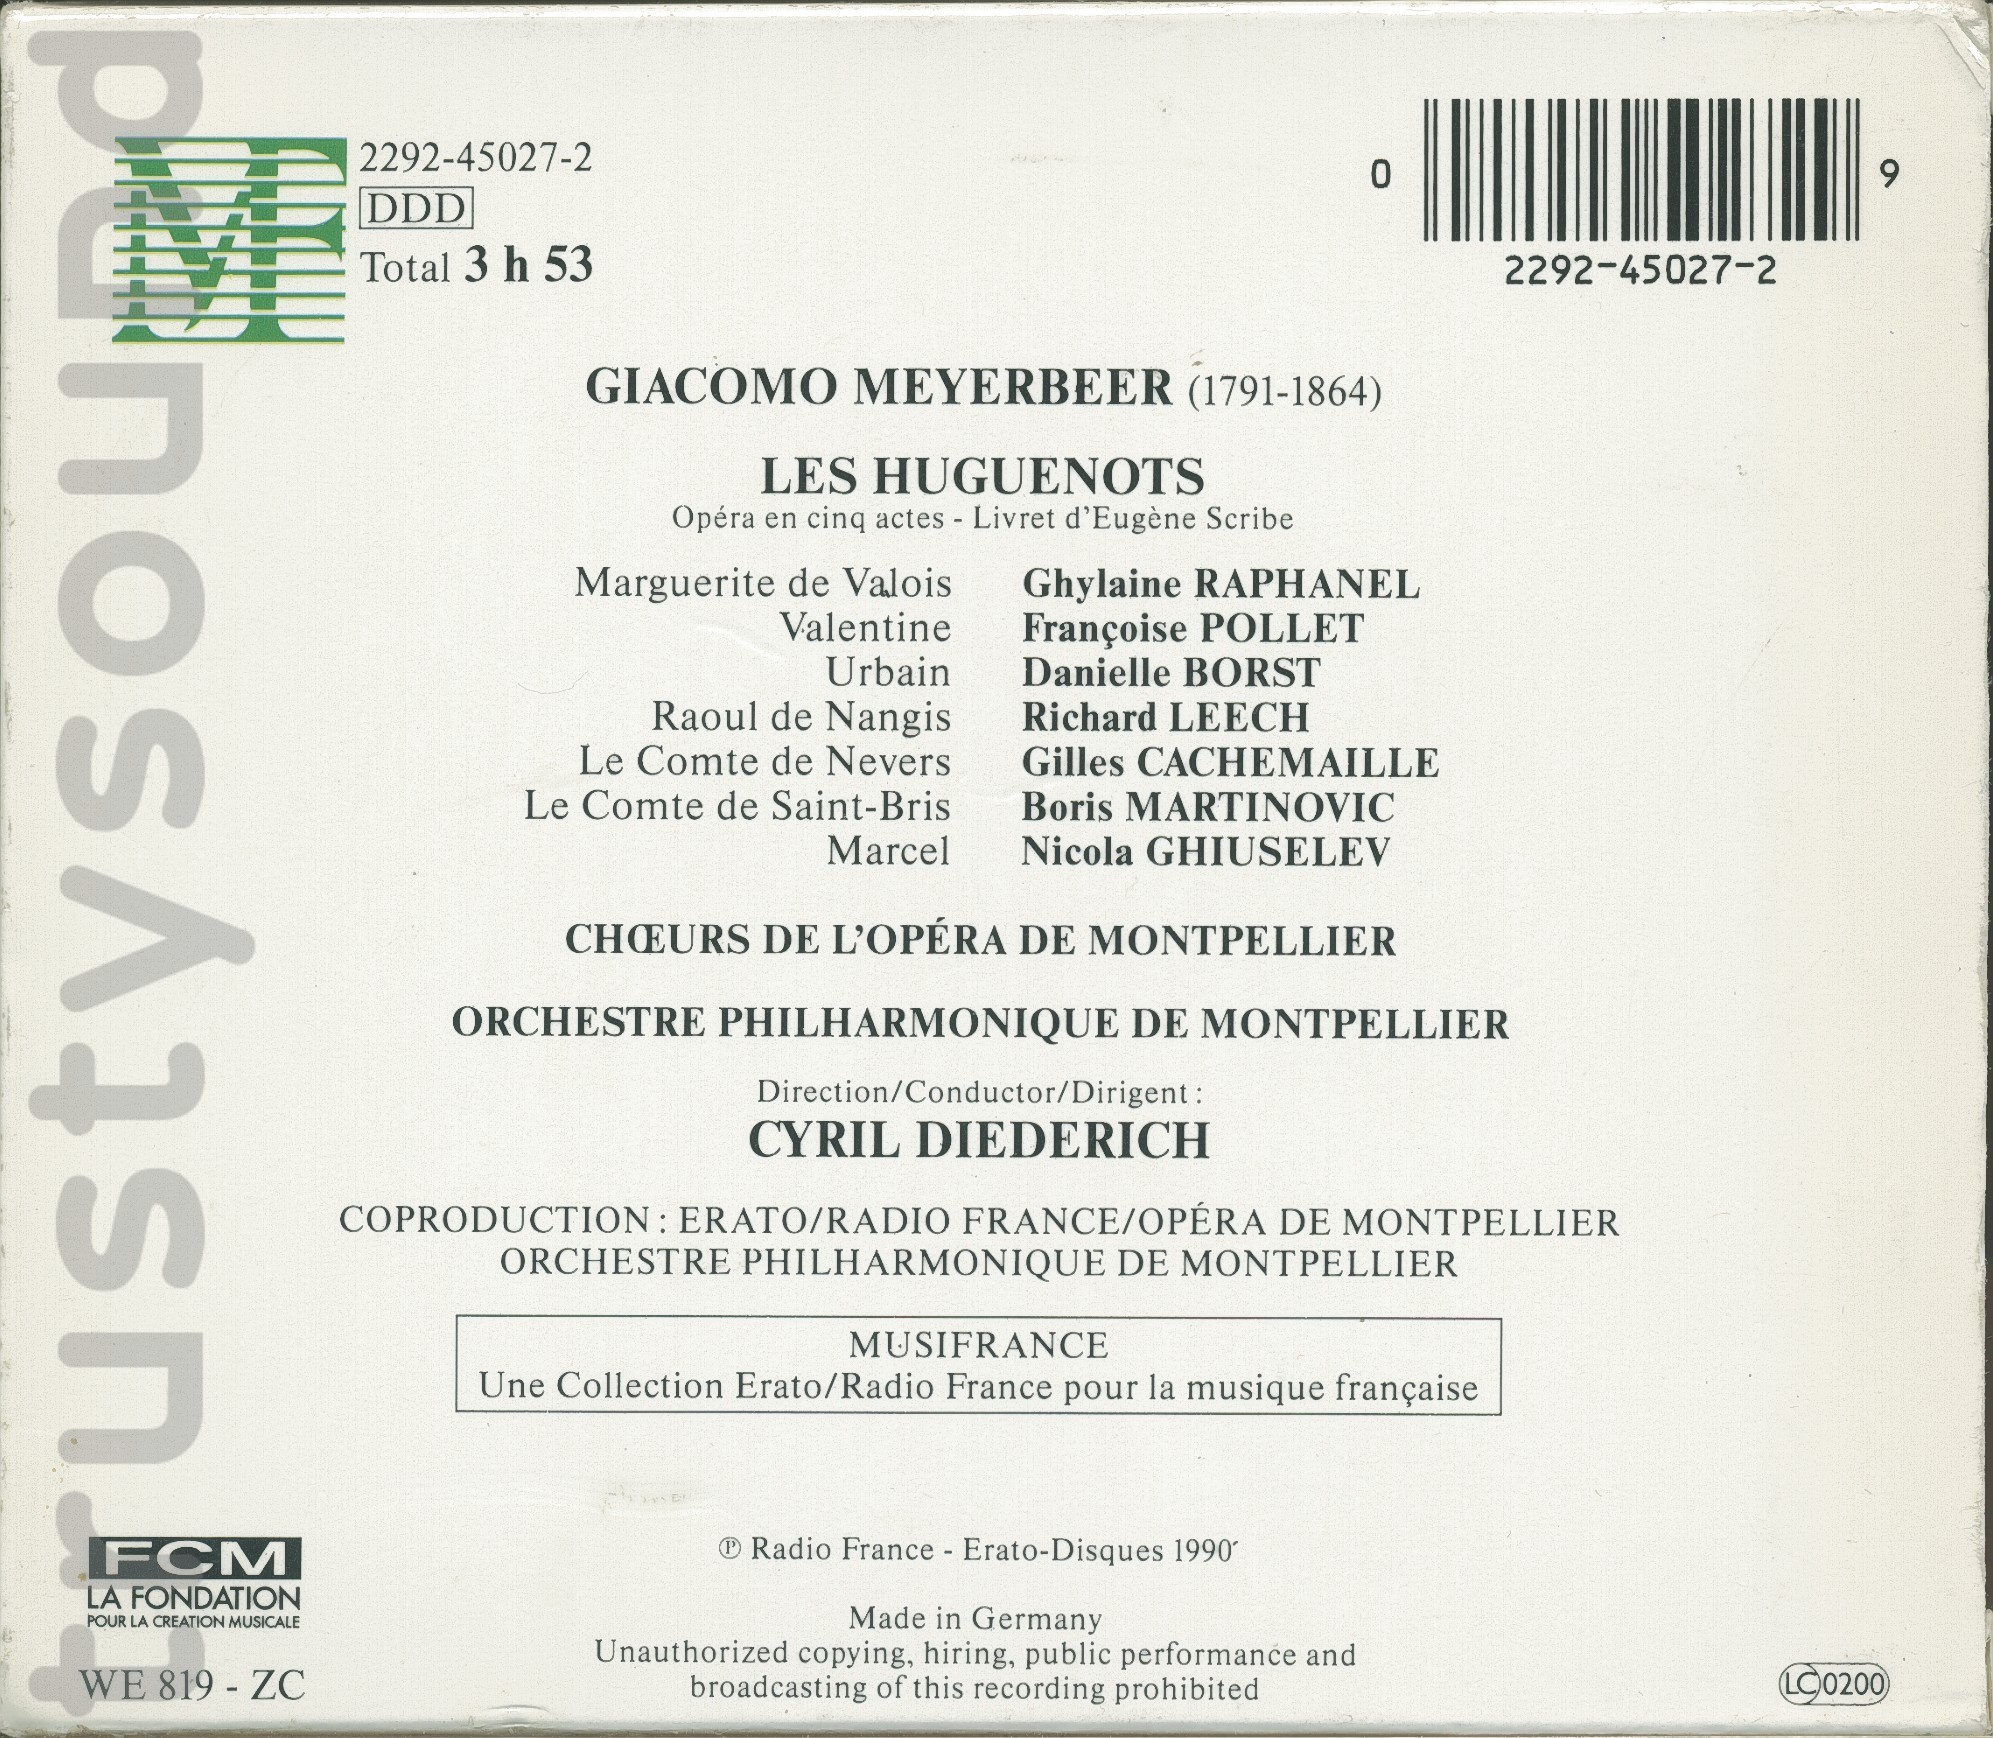 trustysounD
2292-45027-2
DDD
Total 3 h 53
0 9
2292-45027-2
GIACOMO MEYERBEER (1791-1864)
LES HUGUENOTS
Opéra en cinq actes - Livret d'Eugène Scribe
Marguerite de Valois Ghylaine RAPHANEL
Valentine Françoise POLLET
Urbain Danielle BORST
Raoul de Nangis Richard LEECH
Le Comte de Nevers Gilles CACHEMAILLE
Le Comte de Saint-Bris Boris MARTINOVIC
Marcel Nicola GHIUSELEV
CHŒURS DE L'OPÉRA DE MONTPELLIER
ORCHESTRE PHILHARMONIQUE DE MONTPELLIER
Direction/Conductor/Dirigent :
CYRIL DIEDERICH
COPRODUCTION : ERATO/RADIO FRANCE/OPÉRA DE MONTPELLIER
ORCHESTRE PHILHARMONIQUE DE MONTPELLIER
MUSIFRANCE
Une Collection Erato/Radio France pour la musique française
FCM
LA FONDATION
POUR LA CREATION MUSICALE
WE 819 - ZC
℗ Radio France - Erato-Disques 1990
Made in Germany
Unauthorized copying, hiring, public performance and
broadcasting of this recording prohibited
LC 0200